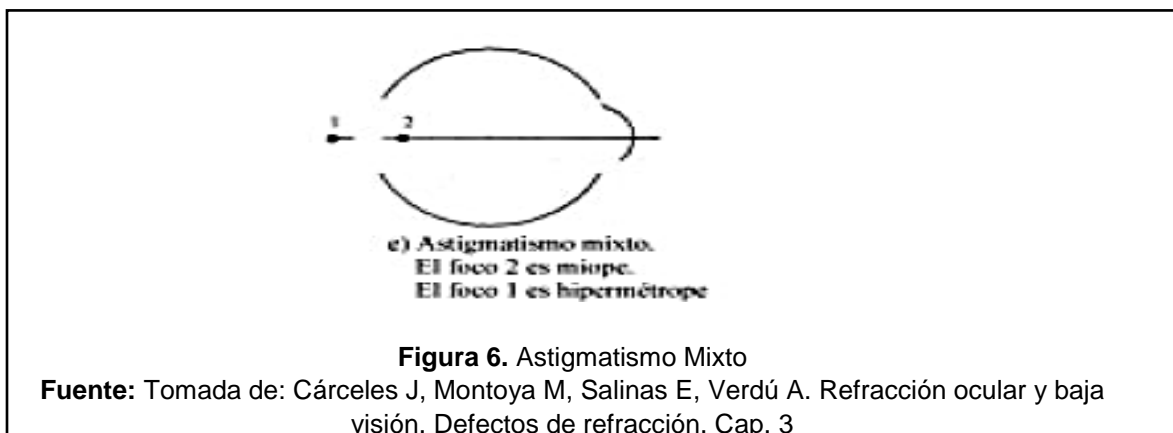 1 2
e) Astigmatismo mixto.
El foco 2 es miope.
El foco 1 es hipermétrope
Figura 6. Astigmatismo Mixto
Fuente: Tomada de: Cárceles J, Montoya M, Salinas E, Verdú A. Refracción ocular y baja
visión. Defectos de refracción. Cap. 3